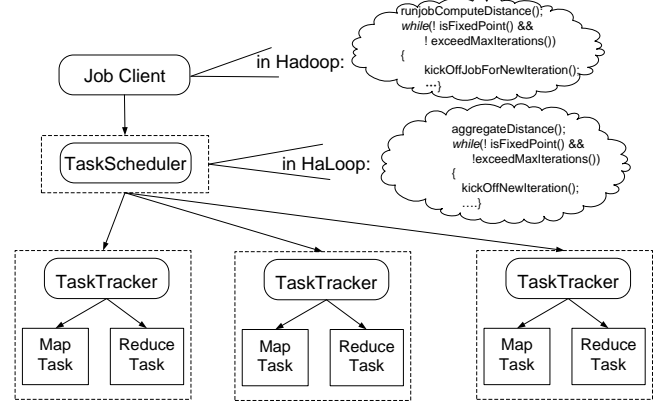 runjobComputeDistance();
while(! isFixedPoint() &&
! exceedMaxIterations())
{
kickOffJobForNewIteration();
...}
in Hadoop:
Job Client
aggregateDistance();
while(! isFixedPoint() &&
!exceedMaxIterations())
{
kickOffNewIteration();
....}
in HaLoop:
TaskScheduler
TaskTracker
Map
Task
Reduce
Task
TaskTracker
Map
Task
Reduce
Task
TaskTracker
Map
Task
Reduce
Task